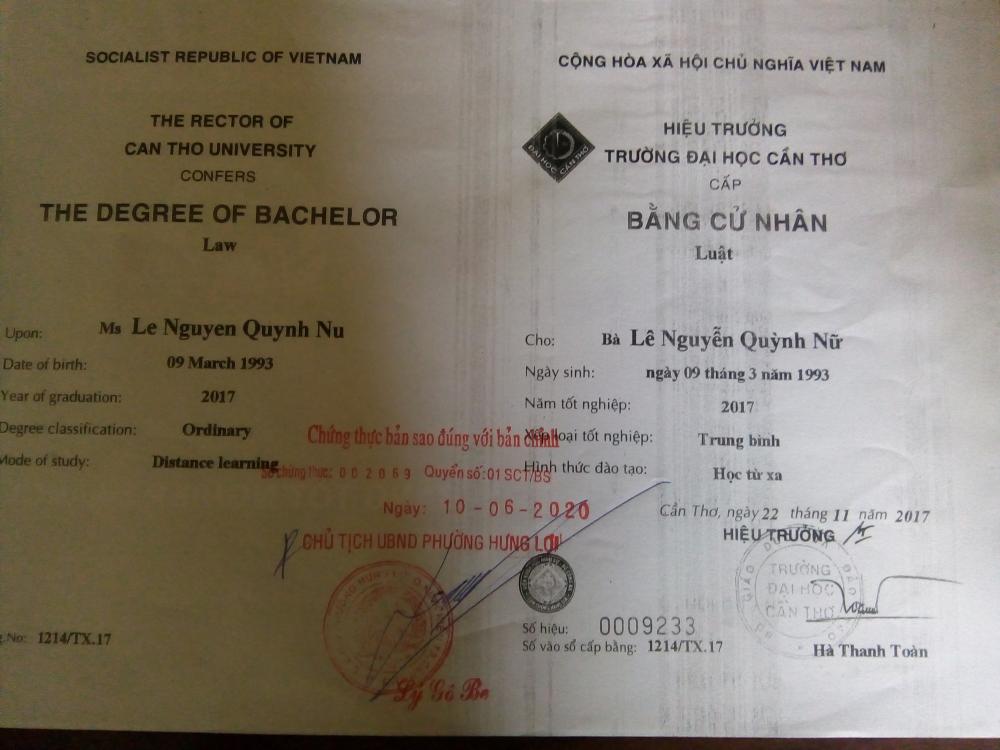 SOCIALIST REPUBLIC OF VIETNAM
THE RECTOR OF
CAN THO UNIVERSITY
CONFERS
THE DEGREE OF BACHELOR
Law
Upon: Ms Le Nguyen Quynh Nu
Date of birth: 09 March 1993
Year of graduation: 2017
Degree classification: Ordinary
Mode of study: Distance learning
g.No: 1214/TX.17
CỘNG HÒA XÃ HỘI CHỦ NGHĨA VIỆT NAM
ĐẠI HỌC CẦN THƠ
HIỆU TRƯỞNG
TRƯỜNG ĐẠI HỌC CẦN THƠ
CẤP
BẰNG CỬ NHÂN
Luật
Cho: Bà Lê Nguyễn Quỳnh Nữ
Ngày sinh: ngày 09 tháng 3 năm 1993
Năm tốt nghiệp: 2017
Xếp loại tốt nghiệp: Trung bình
Hình thức đào tạo: Học từ xa
Cần Thơ, ngày 22 tháng 11 năm 2017
HIỆU TRƯỞNG
TRƯỜNG
ĐẠI HỌC
CẦN THƠ
Hà Thanh Toàn
Số hiệu: 0009233
Số vào sổ cấp bằng: 1214/TX.17
Chứng thực bản sao đúng với bản chính
Số chứng thực: 002069 Quyển số: 01 SCT/BS
Ngày: 10-06-2020
CHỦ TỊCH UBND PHƯỜNG HƯNG LỢI
Lý Gô Ba